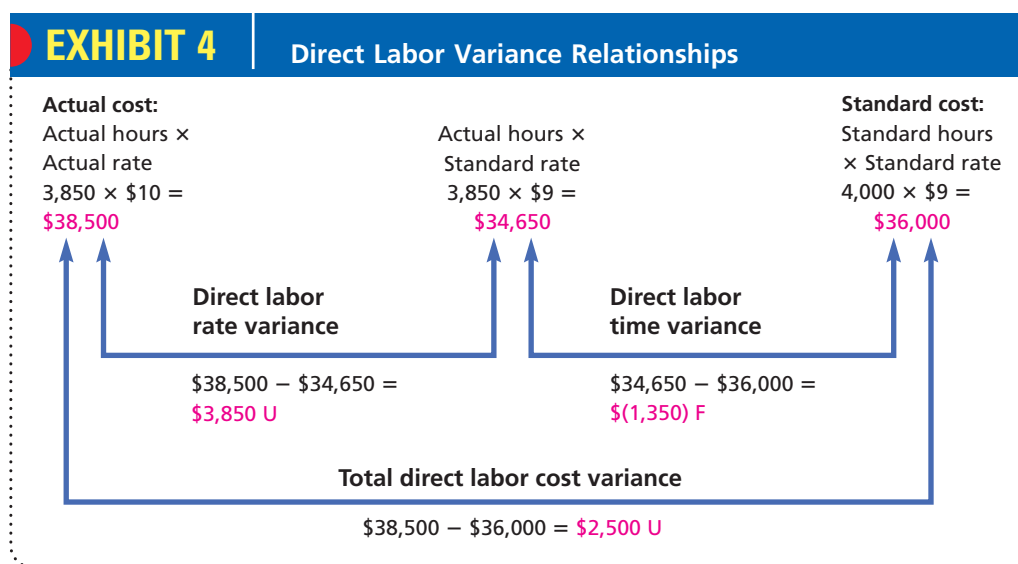 EXHIBIT 4
Direct Labor Variance Relationships
Actual cost:
Actual hours ×
Actual rate
3,850 × $10 =
$38,500
Actual hours ×
Standard rate
3,850 × $9 =
$34,650
Standard cost:
Standard hours
× Standard rate
4,000 × $9 =
$36,000
Direct labor
rate variance
$38,500 − $34,650 =
$3,850 U
Direct labor
time variance
$34,650 − $36,000 =
$(1,350) F
Total direct labor cost variance
$38,500 − $36,000 = $2,500 U